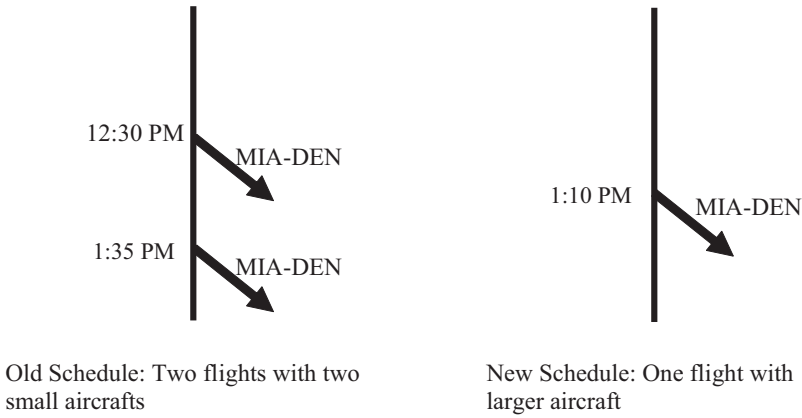 12:30 PM
MIA-DEN
1:35 PM
MIA-DEN
Old Schedule: Two flights with two
small aircrafts
1:10 PM
MIA-DEN
New Schedule: One flight with
larger aircraft